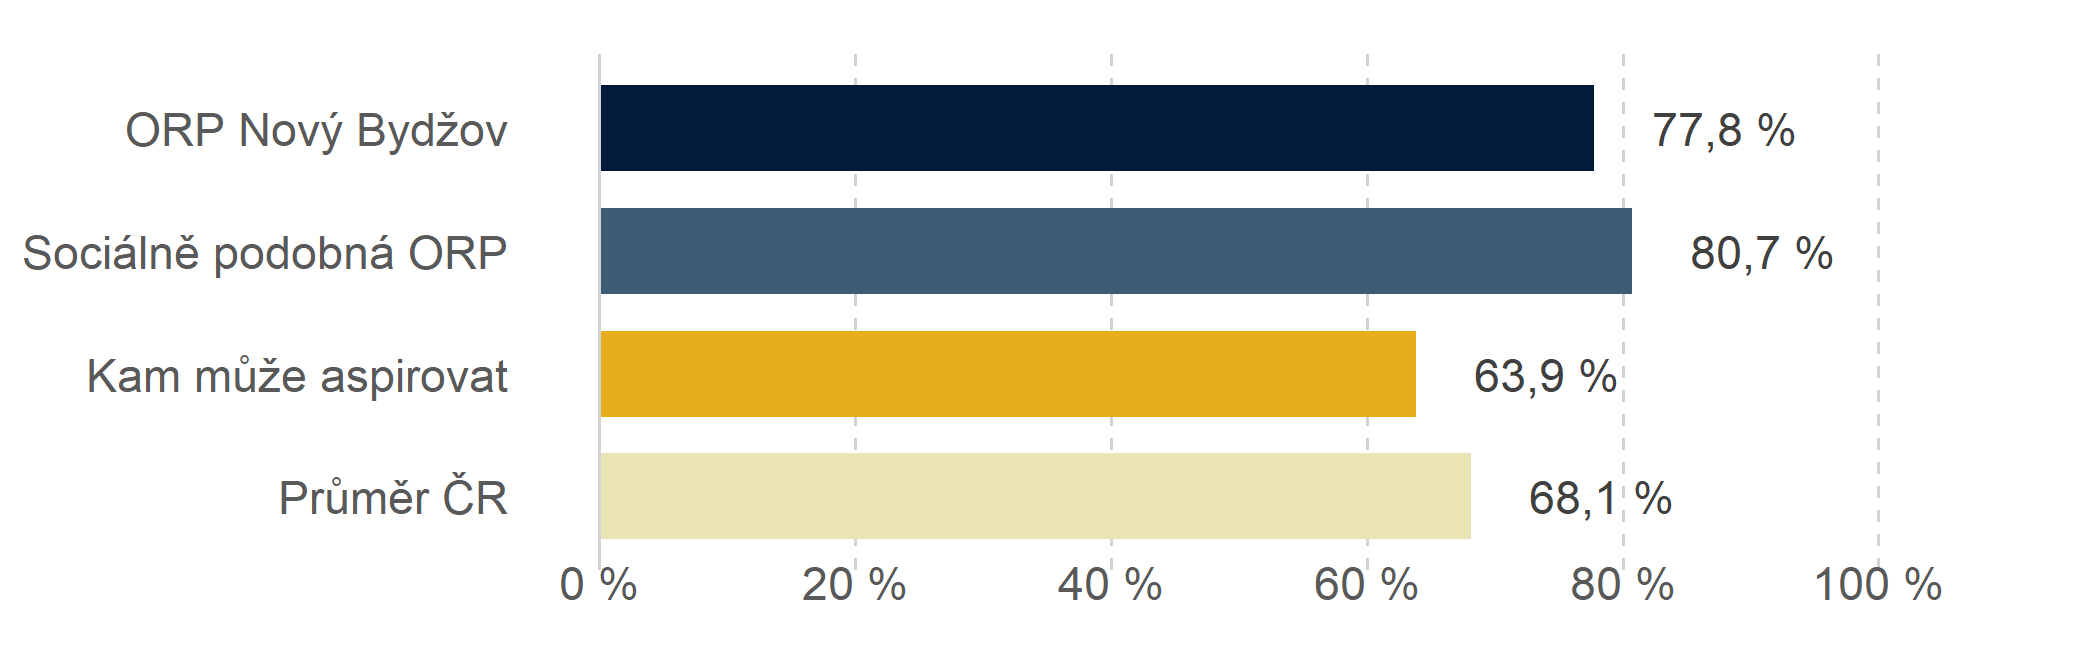 ORP Nový Bydžov 77,8 %
Sociálně podobná ORP 80,7 %
Kam může aspirovat 63,9 %
Průměr ČR 68,1 %
0 % 20 % 40 % 60 % 80 % 100 %